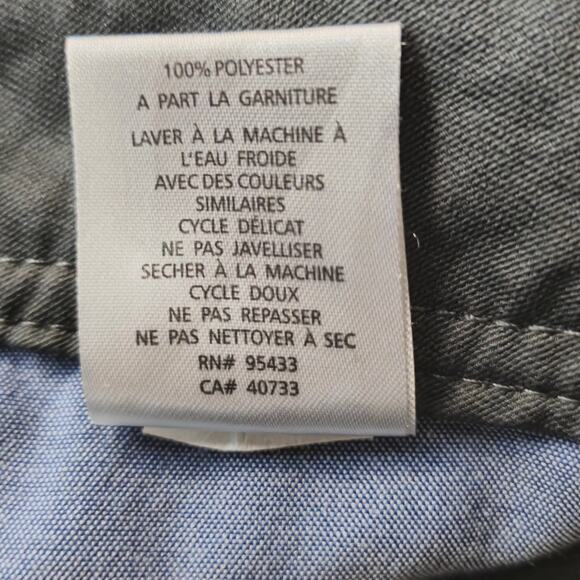 100% POLYESTER
A PART LA GARNITURE
LAVER À LA MACHINE À
L'EAU FROIDE
AVEC DES COULEURS
SIMILAIRES
CYCLE DÉLICAT
NE PAS JAVELLISER
SECHER À LA MACHINE
CYCLE DOUX
NE PAS REPASSER
NE PAS NETTOYER À SEC
RN# 95433
CA# 40733